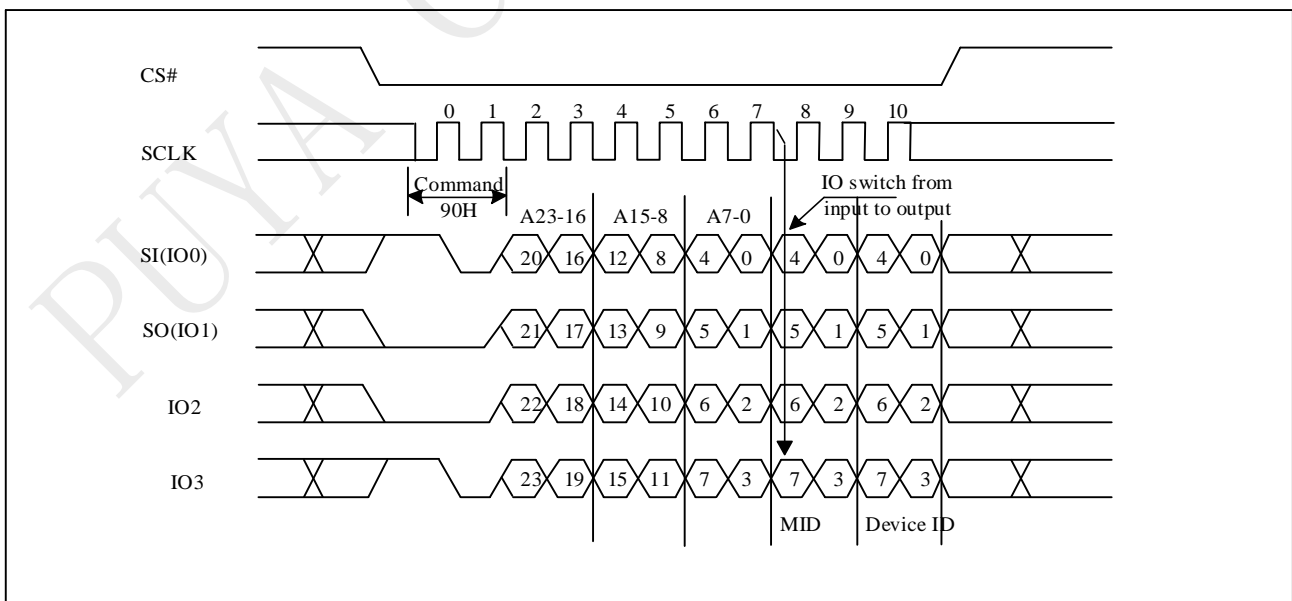 PUYA
CS#
0 1 2 3 4 5 6 7 8 9 10
SCLK
Command
90H
IO switch from
input to output
A23-16 A15-8 A7-0
SI(IO0) 20 16 12 8 4 0 4 0 4 0
SO(IO1) 21 17 13 9 5 1 5 1 5 1
IO2 22 18 14 10 6 2 6 2 6 2
IO3 23 19 15 11 7 3 7 3 7 3
MID Device ID